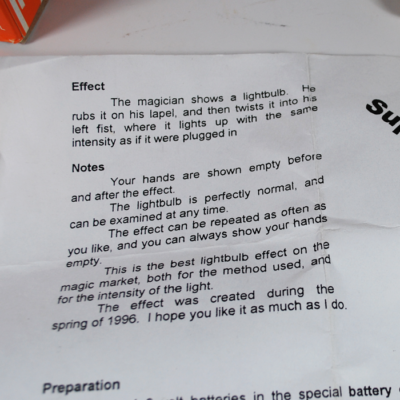 Effect
The magician shows a lightbulb. He
rubs it on his lapel, and then twists it into his
left fist, where it lights up with the same
intensity as if it were plugged in
Notes
Your hands are shown empty before
and after the effect.
The lightbulb is perfectly normal, and
can be examined at any time.
The effect can be repeated as often as
you like, and you can always show your hands
empty.
This is the best lightbulb effect on the
magic market, both for the method used, and
for the intensity of the light.
The effect was created during the
spring of 1996. I hope you like it as much as I do.
Preparation
batteries in the special battery